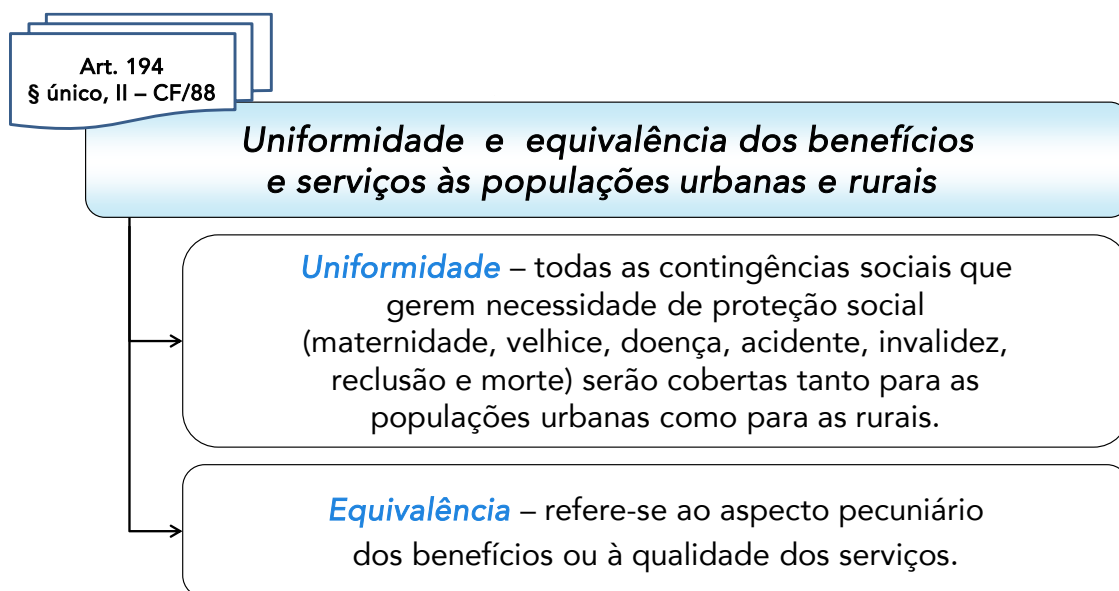 Art. 194
§ único, II – CF/88
Uniformidade e equivalência dos benefícios
e serviços às populações urbanas e rurais
Uniformidade – todas as contingências sociais que
gerem necessidade de proteção social
(maternidade, velhice, doença, acidente, invalidez,
reclusão e morte) serão cobertas tanto para as
populações urbanas como para as rurais.
Equivalência – refere-se ao aspecto pecuniário
dos benefícios ou à qualidade dos serviços.